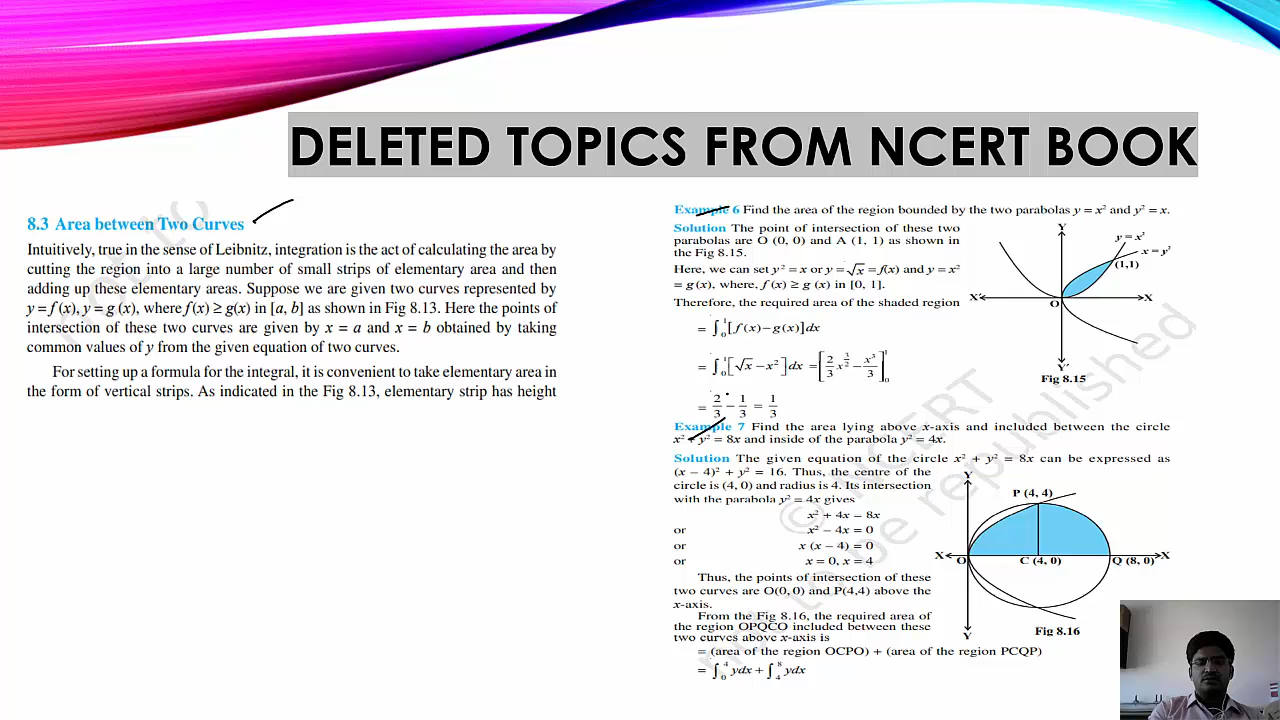 DELETED TOPICS FROM NCERT BOOK
8.3 Area between Two Curves
Intuitively, true in the sense of Leibnitz, integration is the act of calculating the area by
cutting the region into a large number of small strips of elementary area and then
adding up these elementary areas. Suppose we are given two curves represented by
y = f (x), y = g (x), where f (x) ≥ g(x) in [a, b] as shown in Fig 8.13. Here the points of
intersection of these two curves are given by x = a and x = b obtained by taking
common values of y from the given equation of two curves.
For setting up a formula for the integral, it is convenient to take elementary area in
the form of vertical strips. As indicated in the Fig 8.13, elementary strip has height
Example 6 Find the area of the region bounded by the two parabolas y = x² and y² = x.
Solution The point of intersection of these two
parabolas are O (0, 0) and A (1, 1) as shown in
the Fig 8.15.
Here, we can set y² = x or y = √x = f(x) and y = x²
= g (x), where, f (x) ≥ g (x) in [0, 1].
Therefore, the required area of the shaded region
= ∫₀¹ [f (x) − g (x)] dx
= ∫₀¹ [√x − x²] dx = [2/3 x^(3/2) − x³/3]₀¹
= 2/3 − 1/3 = 1/3
Y
y = x²
x = y²
(1,1)
X′
O
X
Y′
Fig 8.15
Example 7 Find the area lying above x-axis and included between the circle
x² + y² = 8x and inside of the parabola y² = 4x.
Solution The given equation of the circle x² + y² = 8x can be expressed as
(x − 4)² + y² = 16. Thus, the centre of the
circle is (4, 0) and radius is 4. Its intersection
with the parabola y² = 4x gives
x² + 4x = 8x
or x² − 4x = 0
or x (x − 4) = 0
or x = 0, x = 4
Thus, the points of intersection of these
two curves are O(0, 0) and P(4,4) above the
x-axis.
From the Fig 8.16, the required area of
the region OPQCO included between these
two curves above x-axis is
= (area of the region OCPO) + (area of the region PCQP)
= ∫₀⁴ ydx + ∫₄⁸ ydx
Y
P (4, 4)
X
O
C (4, 0)
Q (8, 0)
X
Y
Fig 8.16
© NCERT
not to be republished